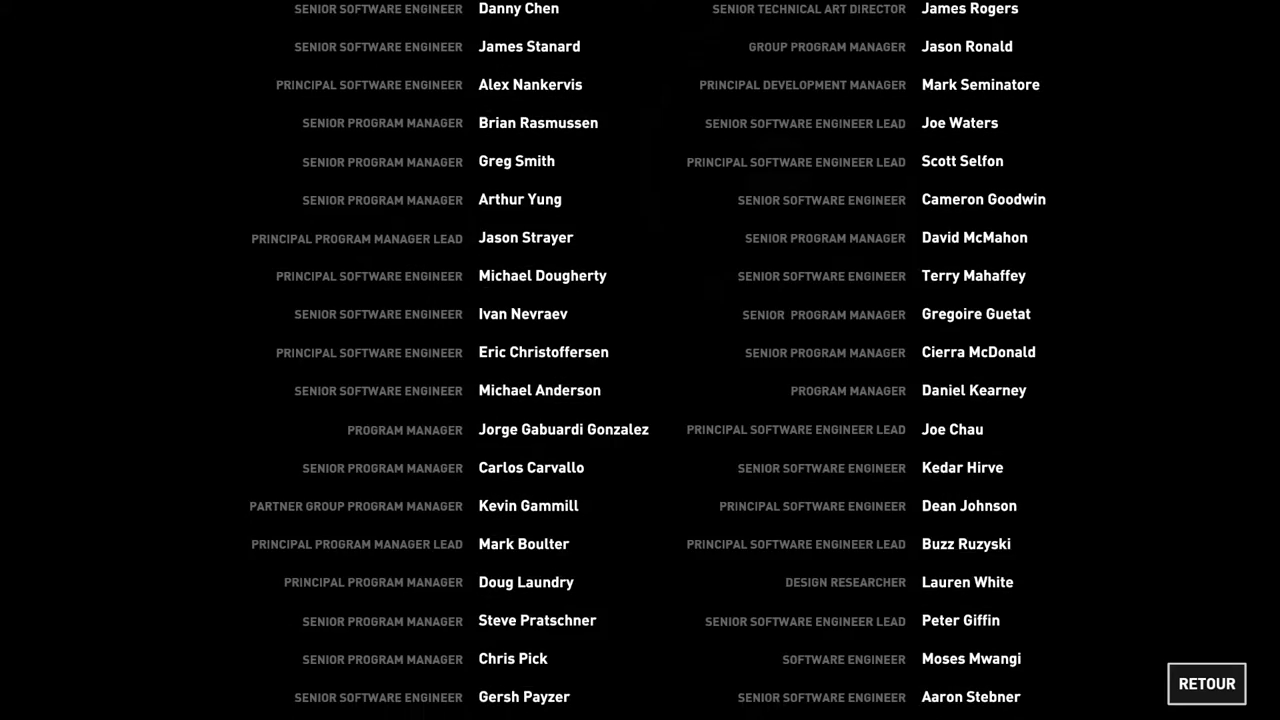 SENIOR SOFTWARE ENGINEER Danny Chen
SENIOR SOFTWARE ENGINEER James Stanard
PRINCIPAL SOFTWARE ENGINEER Alex Nankervis
SENIOR PROGRAM MANAGER Brian Rasmussen
SENIOR PROGRAM MANAGER Greg Smith
SENIOR PROGRAM MANAGER Arthur Yung
PRINCIPAL PROGRAM MANAGER LEAD Jason Strayer
PRINCIPAL SOFTWARE ENGINEER Michael Dougherty
SENIOR SOFTWARE ENGINEER Ivan Nevraev
PRINCIPAL SOFTWARE ENGINEER Eric Christoffersen
SENIOR SOFTWARE ENGINEER Michael Anderson
PROGRAM MANAGER Jorge Gabuardi Gonzalez
SENIOR PROGRAM MANAGER Carlos Carvallo
PARTNER GROUP PROGRAM MANAGER Kevin Gammill
PRINCIPAL PROGRAM MANAGER LEAD Mark Boulter
PRINCIPAL PROGRAM MANAGER Doug Laundry
SENIOR PROGRAM MANAGER Steve Pratschner
SENIOR PROGRAM MANAGER Chris Pick
SENIOR SOFTWARE ENGINEER Gersh Payzer
SENIOR TECHNICAL ART DIRECTOR James Rogers
GROUP PROGRAM MANAGER Jason Ronald
PRINCIPAL DEVELOPMENT MANAGER Mark Seminatore
SENIOR SOFTWARE ENGINEER LEAD Joe Waters
PRINCIPAL SOFTWARE ENGINEER LEAD Scott Selfon
SENIOR SOFTWARE ENGINEER Cameron Goodwin
SENIOR PROGRAM MANAGER David McMahon
SENIOR SOFTWARE ENGINEER Terry Mahaffey
SENIOR PROGRAM MANAGER Gregoire Guetat
SENIOR PROGRAM MANAGER Cierra McDonald
PROGRAM MANAGER Daniel Kearney
PRINCIPAL SOFTWARE ENGINEER LEAD Joe Chau
SENIOR SOFTWARE ENGINEER Kedar Hirve
PRINCIPAL SOFTWARE ENGINEER Dean Johnson
PRINCIPAL SOFTWARE ENGINEER LEAD Buzz Ruzyski
DESIGN RESEARCHER Lauren White
SENIOR SOFTWARE ENGINEER LEAD Peter Giffin
SOFTWARE ENGINEER Moses Mwangi
SENIOR SOFTWARE ENGINEER Aaron Stebner
RETOUR